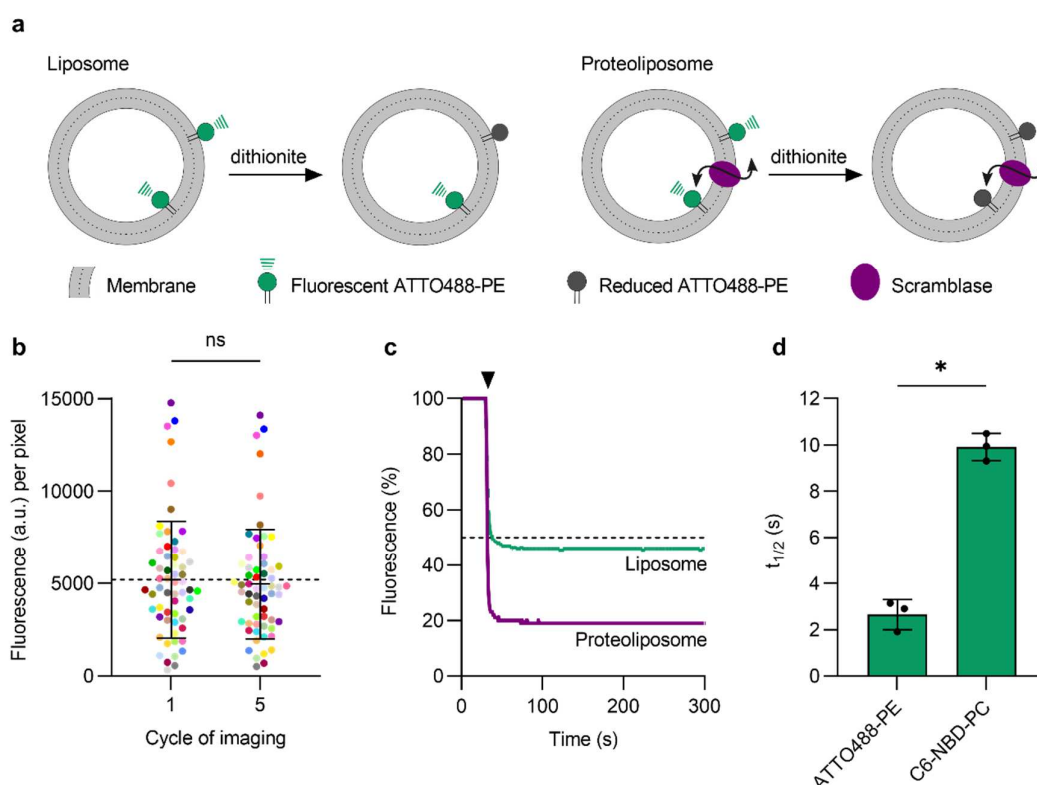 a
Liposome
Proteoliposome
dithionite
dithionite
Membrane
Fluorescent ATTO488-PE
Reduced ATTO488-PE
Scramblase
b
ns
Fluorescence (a.u.) per pixel
15000
10000
5000
0
1
5
Cycle of imaging
c
Fluorescence (%)
100
80
60
40
20
0
Liposome
Proteoliposome
0
100
200
300
Time (s)
d
*
t1/2 (s)
12
10
8
6
4
2
0
ATTO488-PE
C6-NBD-PC